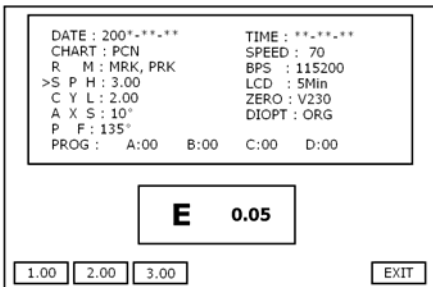 DATE : 200*-**-** TIME : **-**-**
CHART : PCN SPEED : 70
R M : MRK, PRK BPS : 115200
>S P H : 3.00 LCD : 5Min
C Y L : 2.00 ZERO : V230
A X S : 10° DIOPT : ORG
P F : 135°
PROG : A:00 B:00 C:00 D:00
E 0.05
1.00 2.00 3.00 EXIT